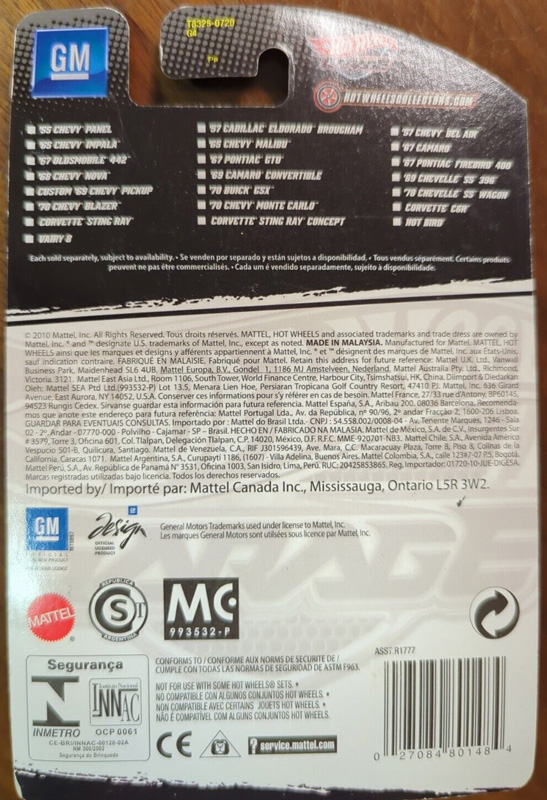 T8329-0720
G4
GM
HOTWHEELSCOLLECTORS.COM
'55 CHEVY PANEL
'65 CHEVY IMPALA
'67 OLDSMOBILE 442
'68 CHEVY NOVA
CUSTOM '69 CHEVY PICKUP
'70 CHEVY BLAZER
CORVETTE STING RAY
VAIRY 8
'57 CADILLAC ELDORADO BROUGHAM
'68 CHEVY MALIBU
'67 PONTIAC GTO
'69 CAMARO CONVERTIBLE
'70 BUICK GSX
'70 CHEVY MONTE CARLO
CORVETTE STING RAY CONCEPT
'57 CHEVY BEL AIR
'67 CAMARO
'67 PONTIAC FIREBIRD 400
'69 CHEVELLE SS 396
'70 CHEVELLE SS WAGON
CORVETTE C6R
HOT BIRD
Each sold separately, subject to availability. • Se venden por separado y están sujetos a disponibilidad. • Tous vendus séparément. Certains produits
peuvent ne pas être commercialisés. • Cada um é vendido separadamente, sujeito à disponibilidade.
© 2010 Mattel, Inc. All Rights Reserved. Tous droits réservés. MATTEL, HOT WHEELS and associated trademarks and trade dress are owned by
Mattel, Inc. * and ™ designate U.S. trademarks of Mattel, Inc., except as noted. MADE IN MALAYSIA. Manufactured for Mattel. MATTEL, HOT
WHEELS ainsi que les marques et designs y afférents appartiennent à Mattel, Inc. * et ™ désignent des marques de Mattel, Inc. aux États-Unis,
sauf indication contraire. FABRIQUÉ EN MALAISIE. Fabriqué pour Mattel. Retain this address for future reference: Mattel U.K. Ltd., Vanwall
Business Park, Maidenhead SL6 4UB. Mattel Europa, B.V., Gondel 1, 1186 MJ Amstelveen, Nederland. Mattel Australia Pty. Ltd., Richmond,
Victoria. 3121. Mattel East Asia Ltd., Room 1106, South Tower, World Finance Centre, Harbour City, Tsimshatsui, HK, China. Diimport & Diedarkan
Oleh: Mattel SEA Ptd Ltd.(993532-P) Lot 13.5, Menara Lien Hoe, Persiaran Tropicana Golf Country Resort, 47410 PJ. Mattel, Inc. 636 Girard
Avenue, East Aurora, NY 14052, U.S.A. Conserver ces informations pour s'y référer en cas de besoin. Mattel France, 27/33 rue d'Antony, BP60145,
94523 Rungis Cedex. Sírvanse guardar esta información para futura referencia. Mattel España, S.A., Aribau 200, 08036 Barcelona. Recomenda-
mos que anote este endereço para futura referência: Mattel Portugal Lda., Av. da República, nº 90/96, 2º andar Fracção 2, 1600-206 Lisboa.
GUARDAR PARA EVENTUAIS CONSULTAS. Importado por : Mattel do Brasil Ltda.- CNPJ : 54.558.002/0008-04 - Av. Tenente Marques, 1246 - Sala
02 - 2º Andar - 07770-000 - Polvilho - Cajamar - SP – Brasil. HECHO EN / FABRICADO NA MALASIA. Mattel de México, S.A. de C.V., Insurgentes Sur
# 3579, Torre 3, Oficina 601, Col. Tlalpan, Delegación Tlalpan, C.P. 14020, México, D.F. R.F.C. MME-920701-NB3. Mattel Chile, S.A., Avenida Américo
Vespucio 501-B, Quilicura, Santiago. Mattel de Venezuela, C.A., RIF J301596439, Ave. Mara, C.C. Macaracuay Plaza, Torre B, Piso 8, Colinas de la
California, Caracas 1071. Mattel Argentina, S.A., Curupaytí 1186, (1607) - Villa Adelina, Buenos Aires. Mattel Colombia, S.A., calle 123#7-07 P.5, Bogotá.
Mattel Perú, S.A., Av. República de Panamá N° 3531, Oficina 1003, San Isidro, Lima, Perú. RUC: 20425853865. Reg. Importador: 01720-10-JUE-DIGESA.
Marcas registradas bajo licencia. Todos los derechos reservados.
Imported by/ Importé par: Mattel Canada Inc., Mississauga, Ontario L5R 3W2.
GM
GM
Design
OFFICIAL
LICENSED
PRODUCT
General Motors Trademarks used under license to Mattel, Inc.
Les marques General Motors sont utilisées sous licence par Mattel, Inc.
MATTEL
REPUBLICA
S T
ARGENTINA
MC
993532-P
ASST. R1777
Segurança
INMETRO
Instituto Nacional
INNAC
OCP 0061
CE-BRI/INNAC-00128-02A
RM 300/2002
Segurança do Brinquedo
CONFORMS TO / CONFORME AUX NORMS DE SECURITE DE /
CUMPLE CON TODAS LAS NORMAS DE SEGURIDAD DE ASTM F963.
NOT FOR USE WITH SOME HOT WHEELS® SETS. •
NO COMPATIBLE CON ALGUNOS CONJUNTOS HOT WHEELS. •
NON COMPATIBLE AVEC CERTAINS JOUETS HOT WHEELS. •
NÃO É COMPATÍVEL COM ALGUNS CONJUNTOS HOT WHEELS.
CE
? service.mattel.com
0 27084 80148 4